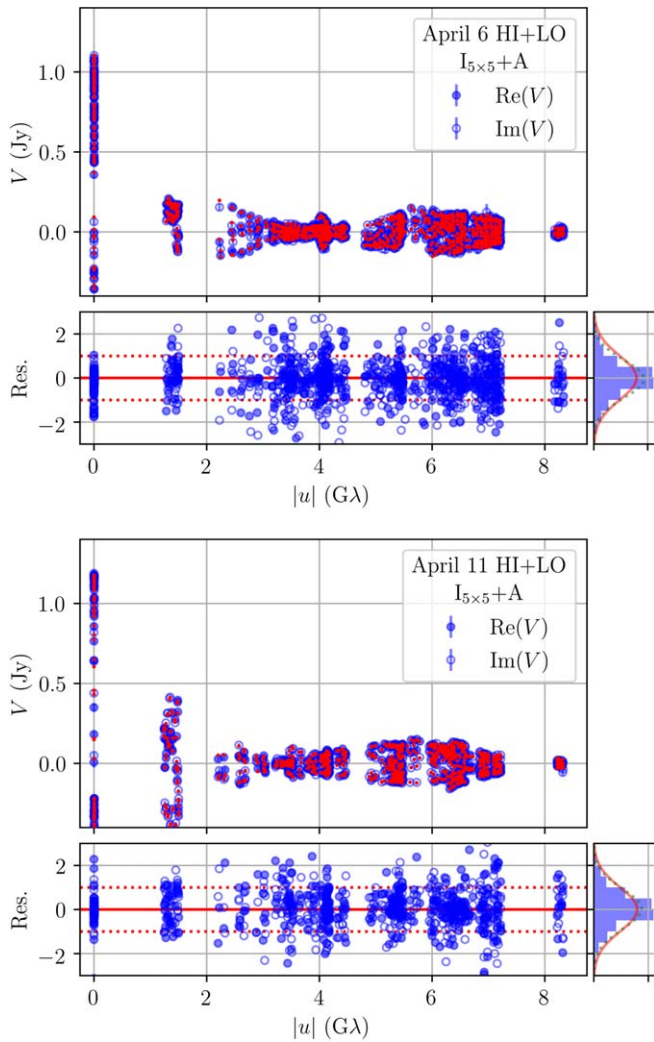 April 6 HI+LO
I5×5+A
Re(V)
Im(V)
V (Jy)
1.0
0.5
0.0
Res.
2
0
−2
0
2
4
6
8
|u| (Gλ)
April 11 HI+LO
I5×5+A
Re(V)
Im(V)
V (Jy)
1.0
0.5
0.0
Res.
2
0
−2
0
2
4
6
8
|u| (Gλ)